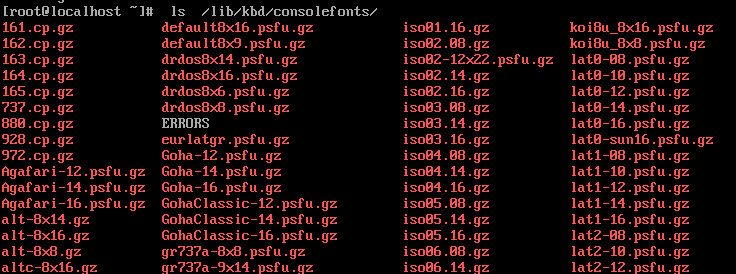 [root@localhost ~]# ls /lib/kbd/consolefonts/
161.cp.gz default8x16.psfu.gz iso01.16.gz koi8u_8x16.psfu.gz
162.cp.gz default8x9.psfu.gz iso02.08.gz koi8u_8x8.psfu.gz
163.cp.gz drdos8x14.psfu.gz iso02-12x22.psfu.gz lat0-08.psfu.gz
164.cp.gz drdos8x16.psfu.gz iso02.14.gz lat0-10.psfu.gz
165.cp.gz drdos8x6.psfu.gz iso02.16.gz lat0-12.psfu.gz
737.cp.gz drdos8x8.psfu.gz iso03.08.gz lat0-14.psfu.gz
880.cp.gz ERRORS iso03.14.gz lat0-16.psfu.gz
928.cp.gz eurlatgr.psfu.gz iso03.16.gz lat0-sun16.psfu.gz
972.cp.gz Goha-12.psfu.gz iso04.08.gz lat1-08.psfu.gz
Agafari-12.psfu.gz Goha-14.psfu.gz iso04.14.gz lat1-10.psfu.gz
Agafari-14.psfu.gz Goha-16.psfu.gz iso04.16.gz lat1-12.psfu.gz
Agafari-16.psfu.gz GohaClassic-12.psfu.gz iso05.08.gz lat1-14.psfu.gz
alt-8x14.gz GohaClassic-14.psfu.gz iso05.14.gz lat1-16.psfu.gz
alt-8x16.gz GohaClassic-16.psfu.gz iso05.16.gz lat2-08.psfu.gz
alt-8x8.gz gr737a-8x8.psfu.gz iso06.08.gz lat2-10.psfu.gz
altc-8x16.gz gr737a-9x14.psfu.gz iso06.14.gz lat2-12.psfu.gz